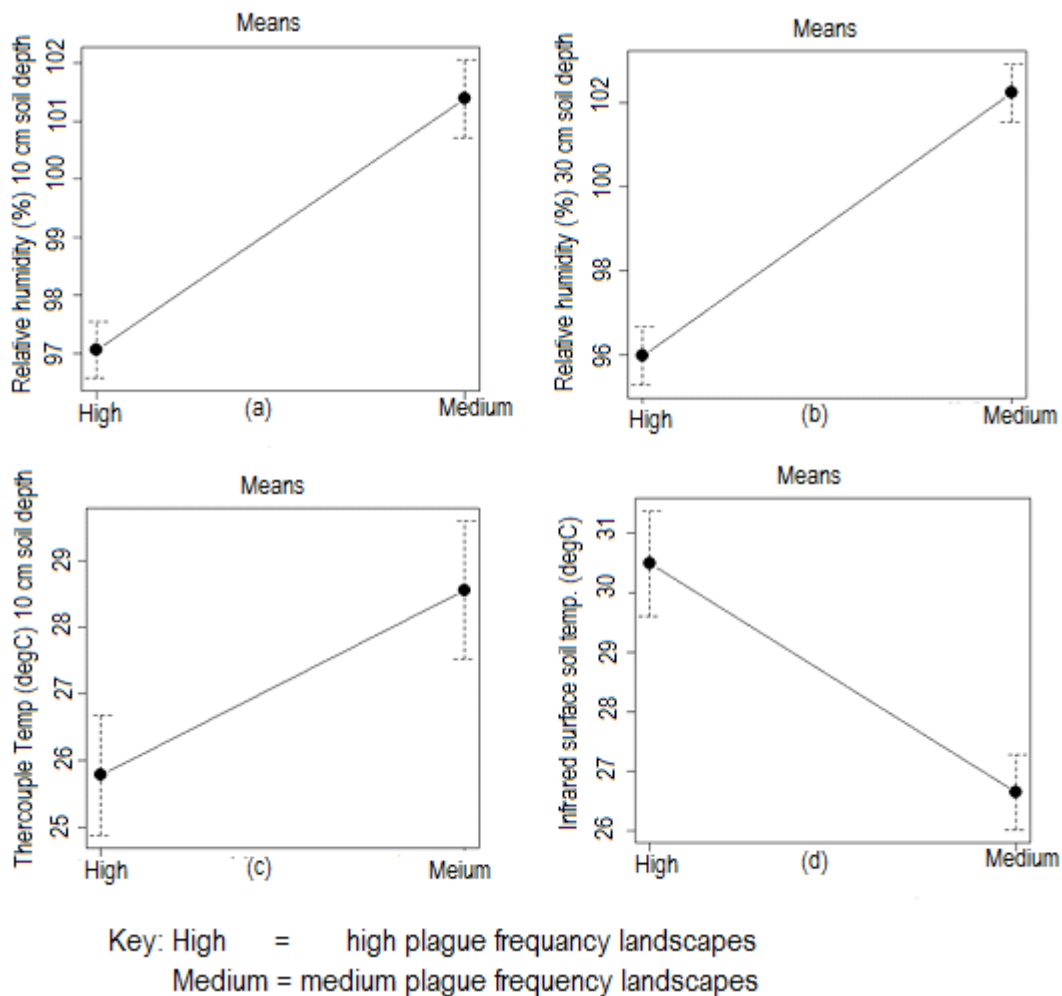 Means
Relative humidity (%) 10 cm soil depth
102
101
100
99
98
97
High
(a)
Medium
Means
Relative humidity (%) 30 cm soil depth
102
100
98
96
High
(b)
Medium
Means
Thercouple Temp (degC) 10 cm soil depth
29
28
27
26
25
High
(c)
Meium
Means
Infrared surface soil temp. (degC)
31
30
29
28
27
26
High
(d)
Medium
Key: High = high plague frequancy landscapes
Medium = medium plague frequency landscapes